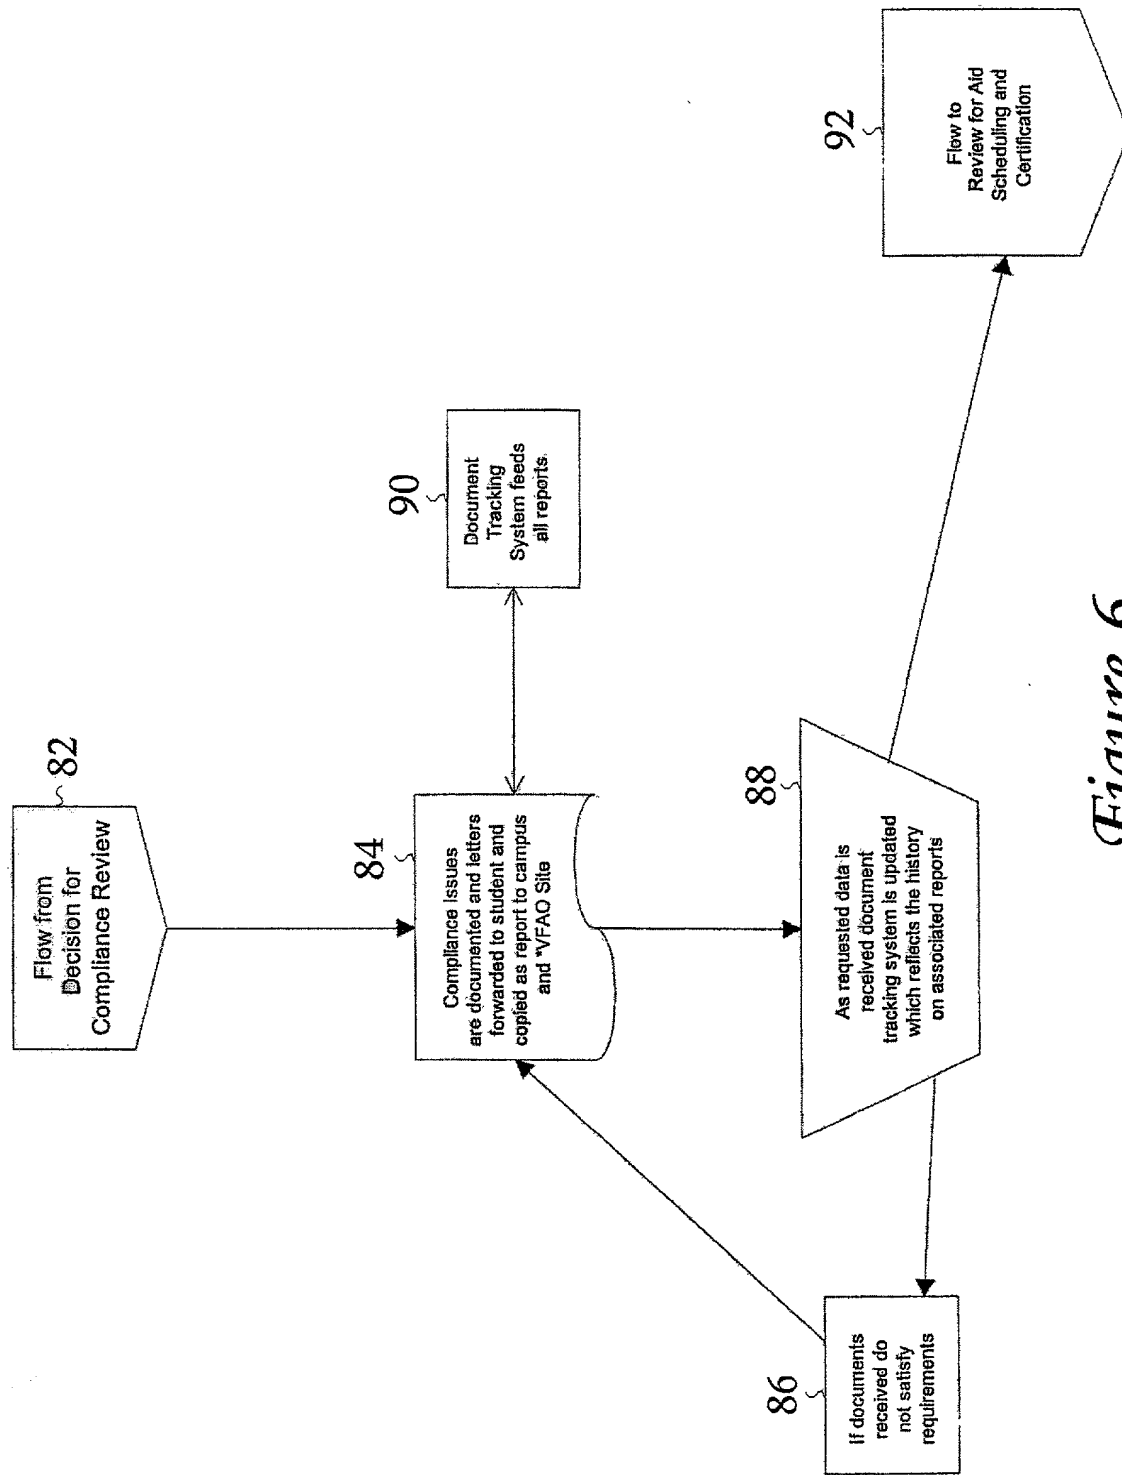 82
Flow from
Decision for
Compliance Review
84
Compliance Issues
are documented and letters
forwarded to student and
copied as report to campus
and *VFAO Site
90
Document
Tracking
System feeds
all reports.
88
As requested data is
received document
tracking system is updated
which reflects the history
on associated reports
86
If documents
received do
not satisfy
requirements
92
Flow to
Review for Aid
Scheduling and
Certification
Figure 6